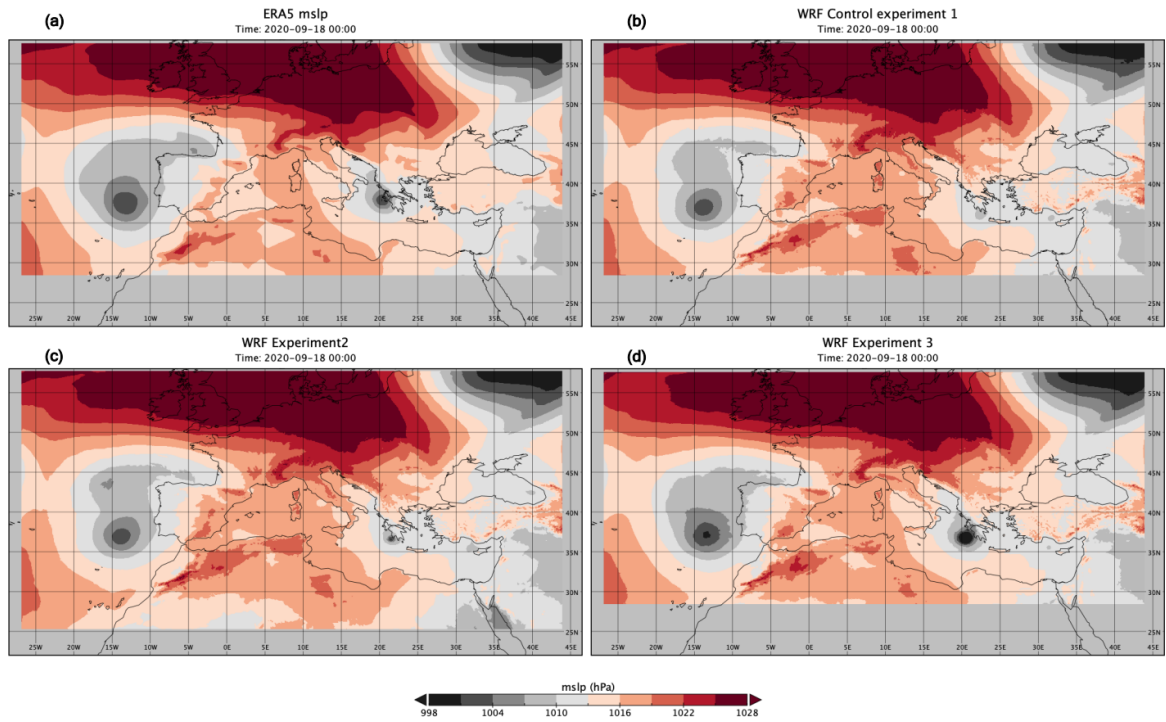 (a) ERA5 mslp
Time: 2020-09-18 00:00
55N
50N
45N
40N
35N
30N
25N
25W 20W 15W 10W 5W 0E 5E 10E 15E 20E 25E 30E 35E 40E 45E
(b) WRF Control experiment 1
Time: 2020-09-18 00:00
55N
50N
45N
40N
35N
30N
25N
25W 20W 15W 10W 5W 0E 5E 10E 15E 20E 25E 30E 35E 40E 45E
(c) WRF Experiment2
Time: 2020-09-18 00:00
55N
50N
45N
40N
35N
30N
25N
25W 20W 15W 10W 5W 0E 5E 10E 15E 20E 25E 30E 35E 40E 45E
(d) WRF Experiment 3
Time: 2020-09-18 00:00
55N
50N
45N
40N
35N
30N
25N
25W 20W 15W 10W 5W 0E 5E 10E 15E 20E 25E 30E 35E 40E 45E
mslp (hPa)
998 1004 1010 1016 1022 1028